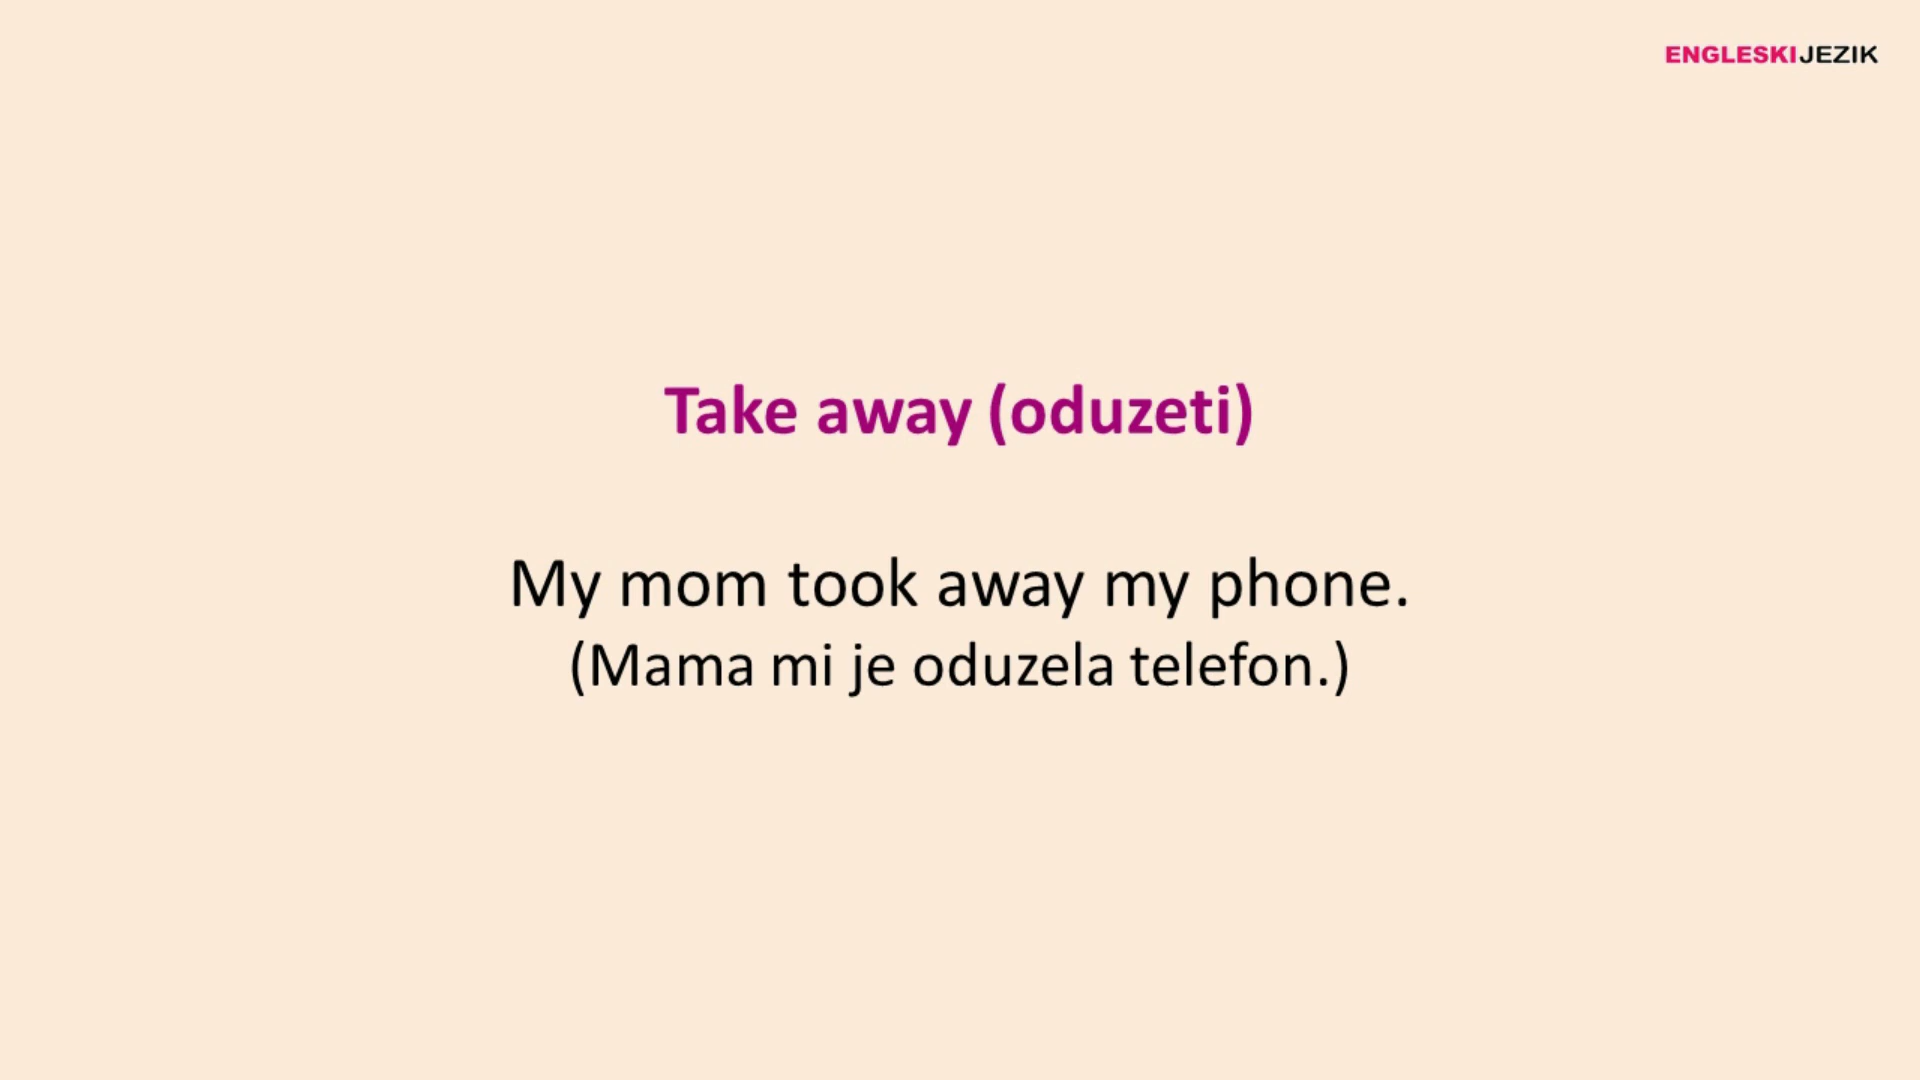 ENGLESKIJEZIK
Take away (oduzeti)
My mom took away my phone.
(Mama mi je oduzela telefon.)